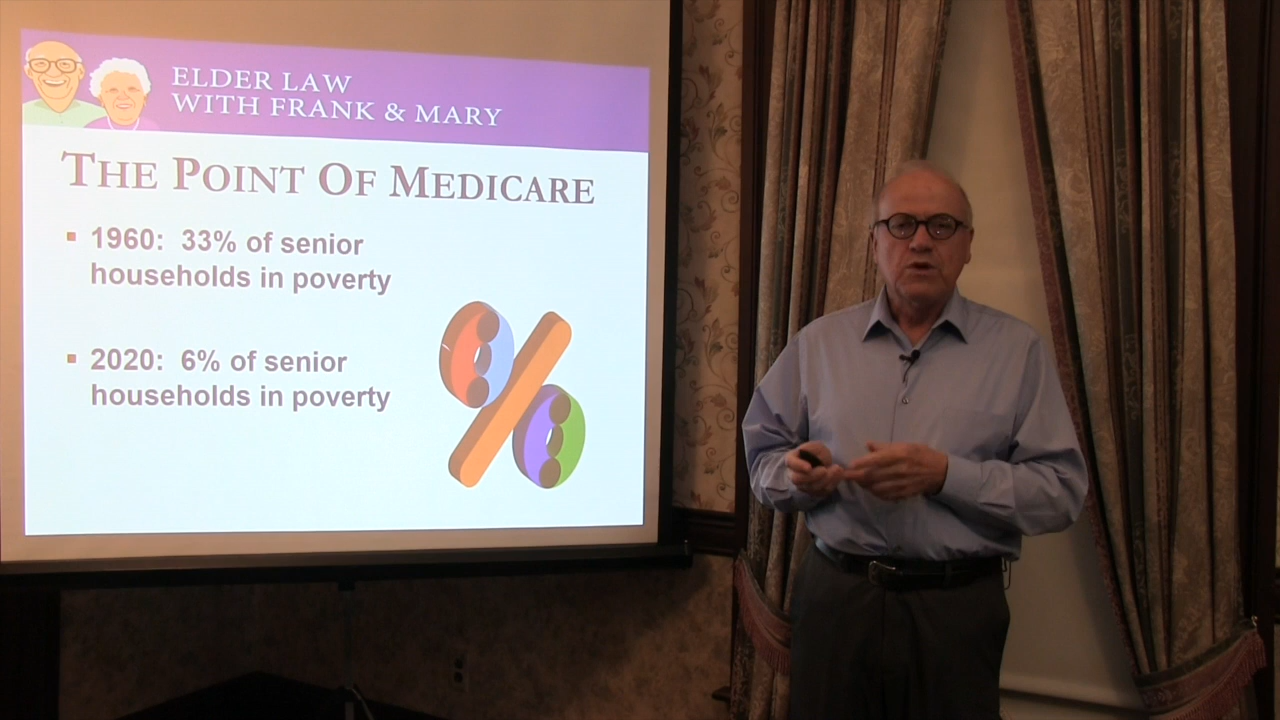 ELDER LAW
WITH FRANK & MARY
THE POINT OF MEDICARE
▪ 1960: 33% of senior
households in poverty
▪ 2020: 6% of senior
households in poverty
%